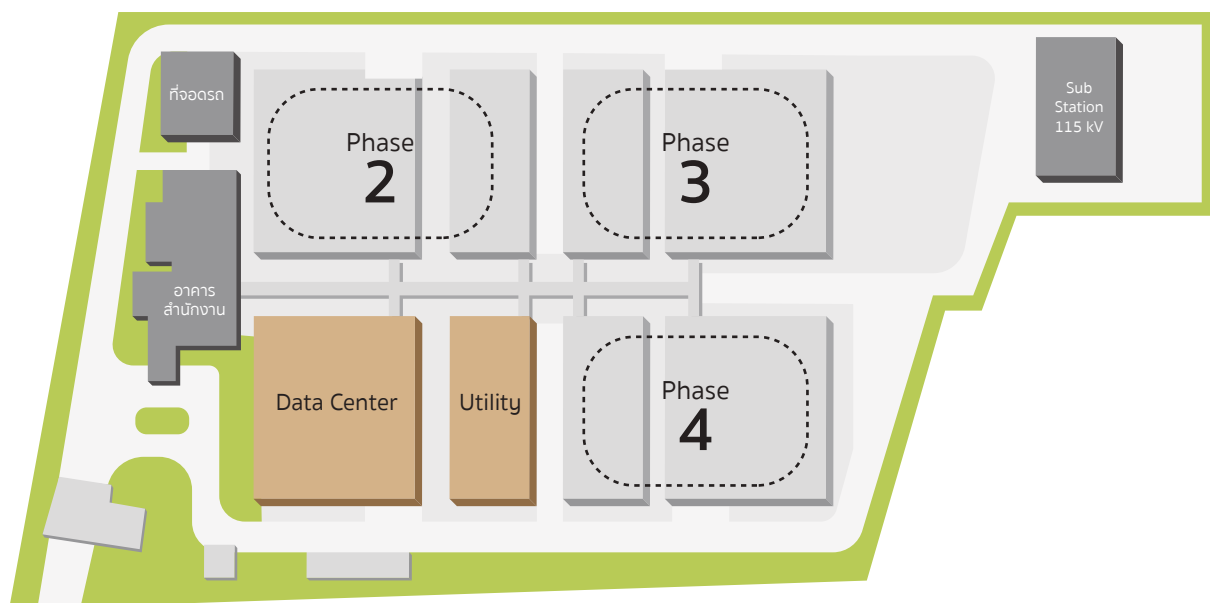 ที่จอดรถ
Phase
2
Phase
3
Sub
Station
115 kV
อาคาร
สำนักงาน
Data Center
Utility
Phase
4